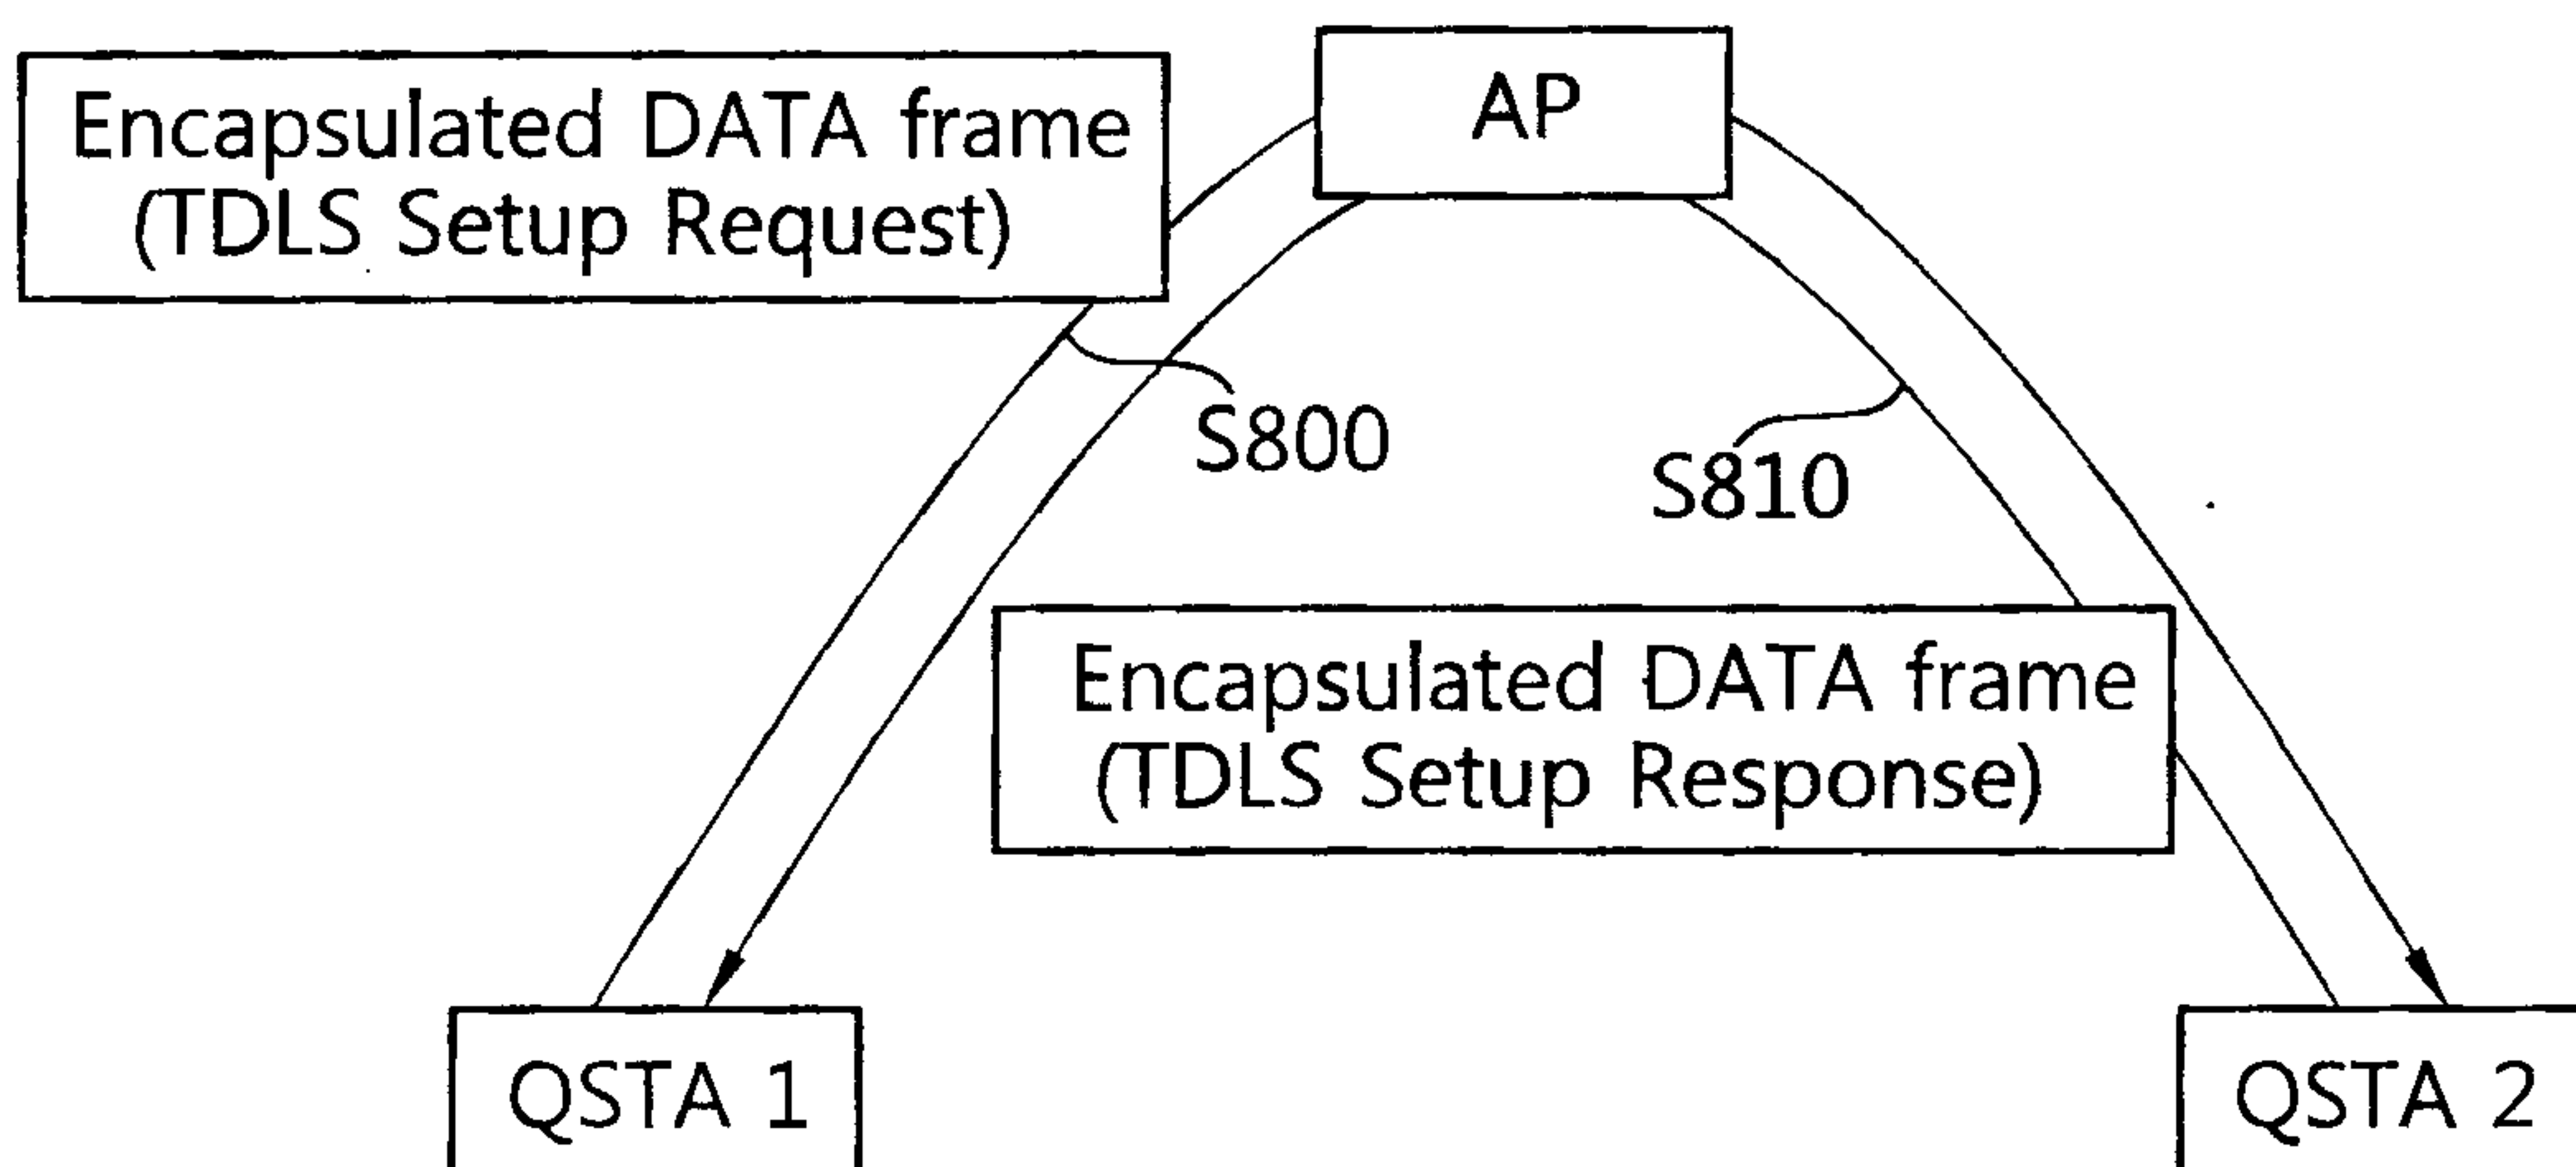 Encapsulated DATA frame
(TDLS Setup Request)
AP
S800
S810
Encapsulated DATA frame
(TDLS Setup Response)
QSTA 1
QSTA 2